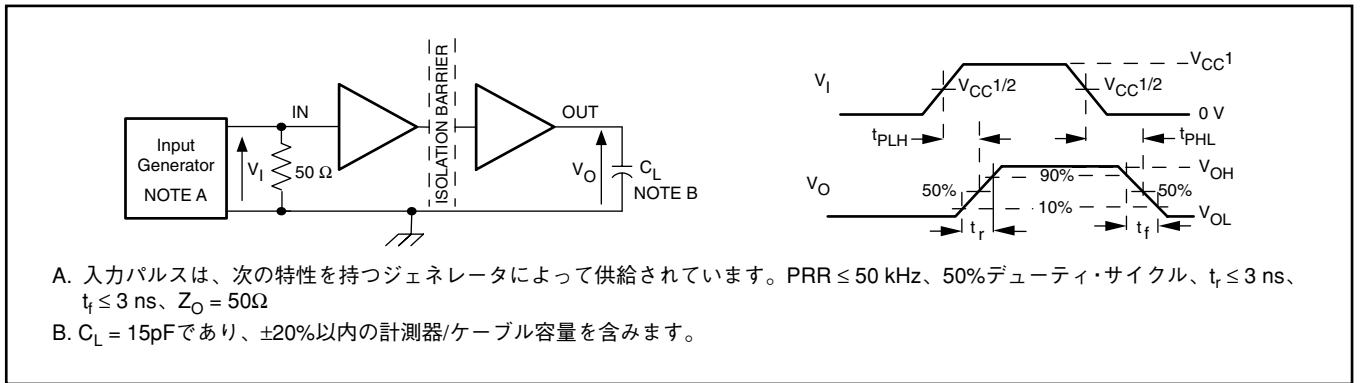 Input
Generator
NOTE A
V_I
50 Ω
IN
ISOLATION BARRIER
OUT
V_O
C_L
NOTE B
V_I
V_CC1/2
V_CC1/2
V_CC1
0 V
t_PLH
t_PHL
V_O
50%
90%
10%
50%
V_OH
V_OL
t_r
t_f
A. 入力パルスは、次の特性を持つジェネレータによって供給されています。PRR ≤ 50 kHz、50%デューティ・サイクル、t_r ≤ 3 ns、
t_f ≤ 3 ns、Z_O = 50Ω
B. C_L = 15pFであり、±20%以内の計測器/ケーブル容量を含みます。